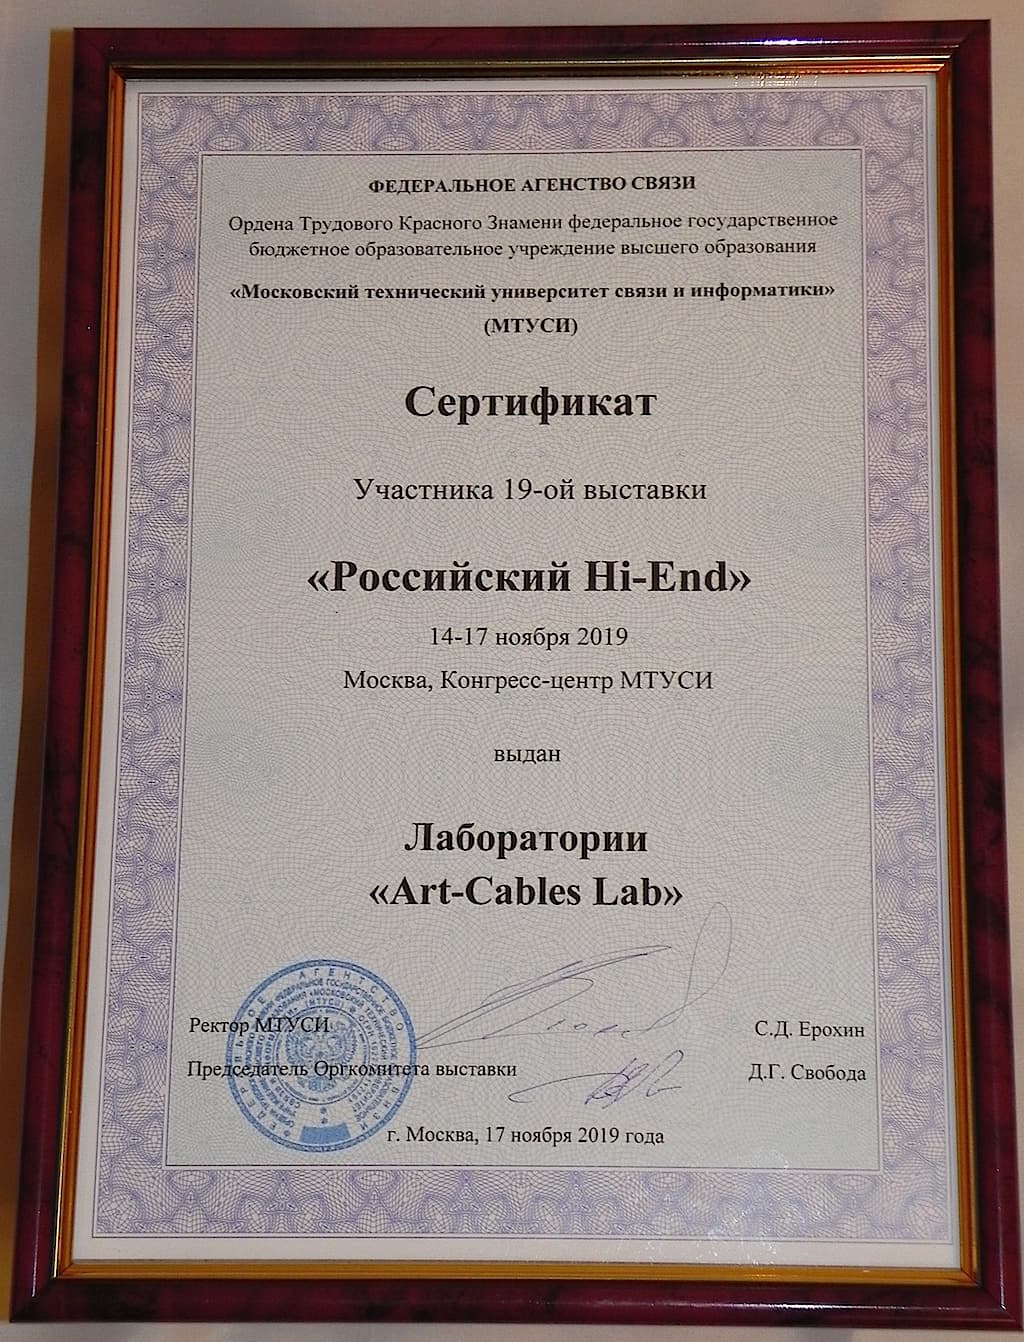 ФЕДЕРАЛЬНОЕ АГЕНСТВО СВЯЗИ
Ордена Трудового Красного Знамени федеральное государственное
бюджетное образовательное учреждение высшего образования
«Московский технический университет связи и информатики»
(МТУСИ)
Сертификат
Участника 19-ой выставки
«Российский Hi-End»
14-17 ноября 2019
Москва, Конгресс-центр МТУСИ
выдан
Лаборатории
«Art-Cables Lab»
Ректор МТУСИ С.Д. Ерохин
Председатель Оргкомитета выставки Д.Г. Свобода
г. Москва, 17 ноября 2019 года